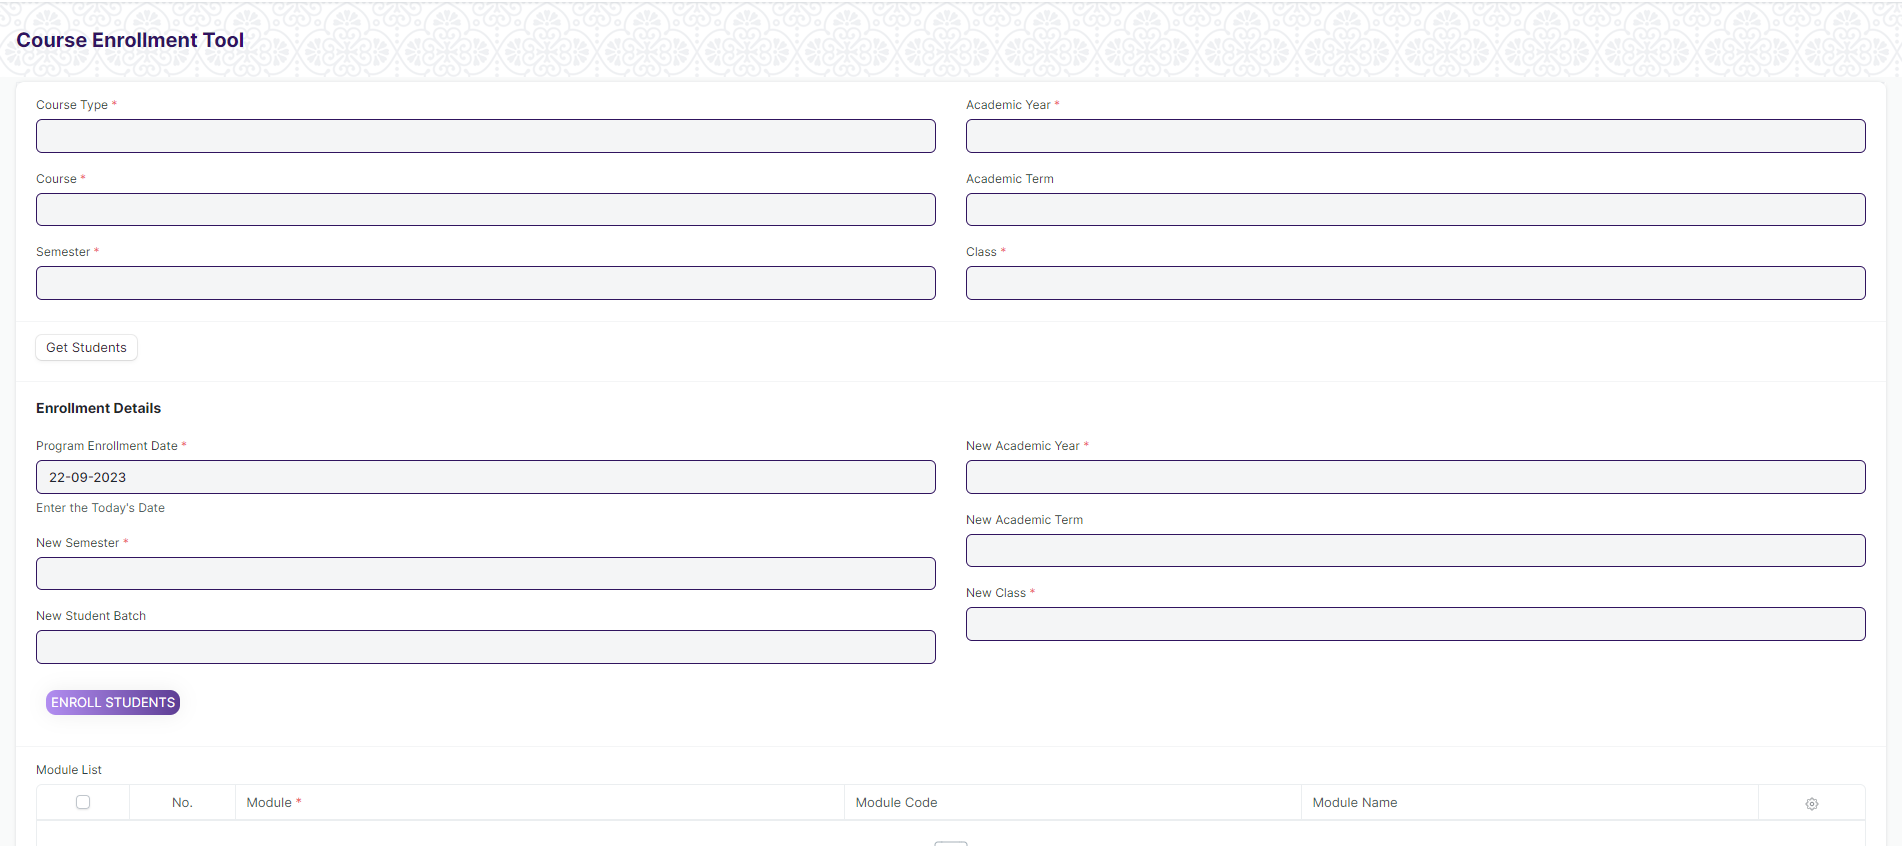 Course Enrollment Tool
Course Type *
Academic Year *
Course *
Academic Term
Semester *
Class *
Get Students
Enrollment Details
Program Enrollment Date *
22-09-2023
Enter the Today's Date
New Academic Year *
New Semester *
New Academic Term
New Student Batch
New Class *
ENROLL STUDENTS
Module List
No. Module * Module Code Module Name